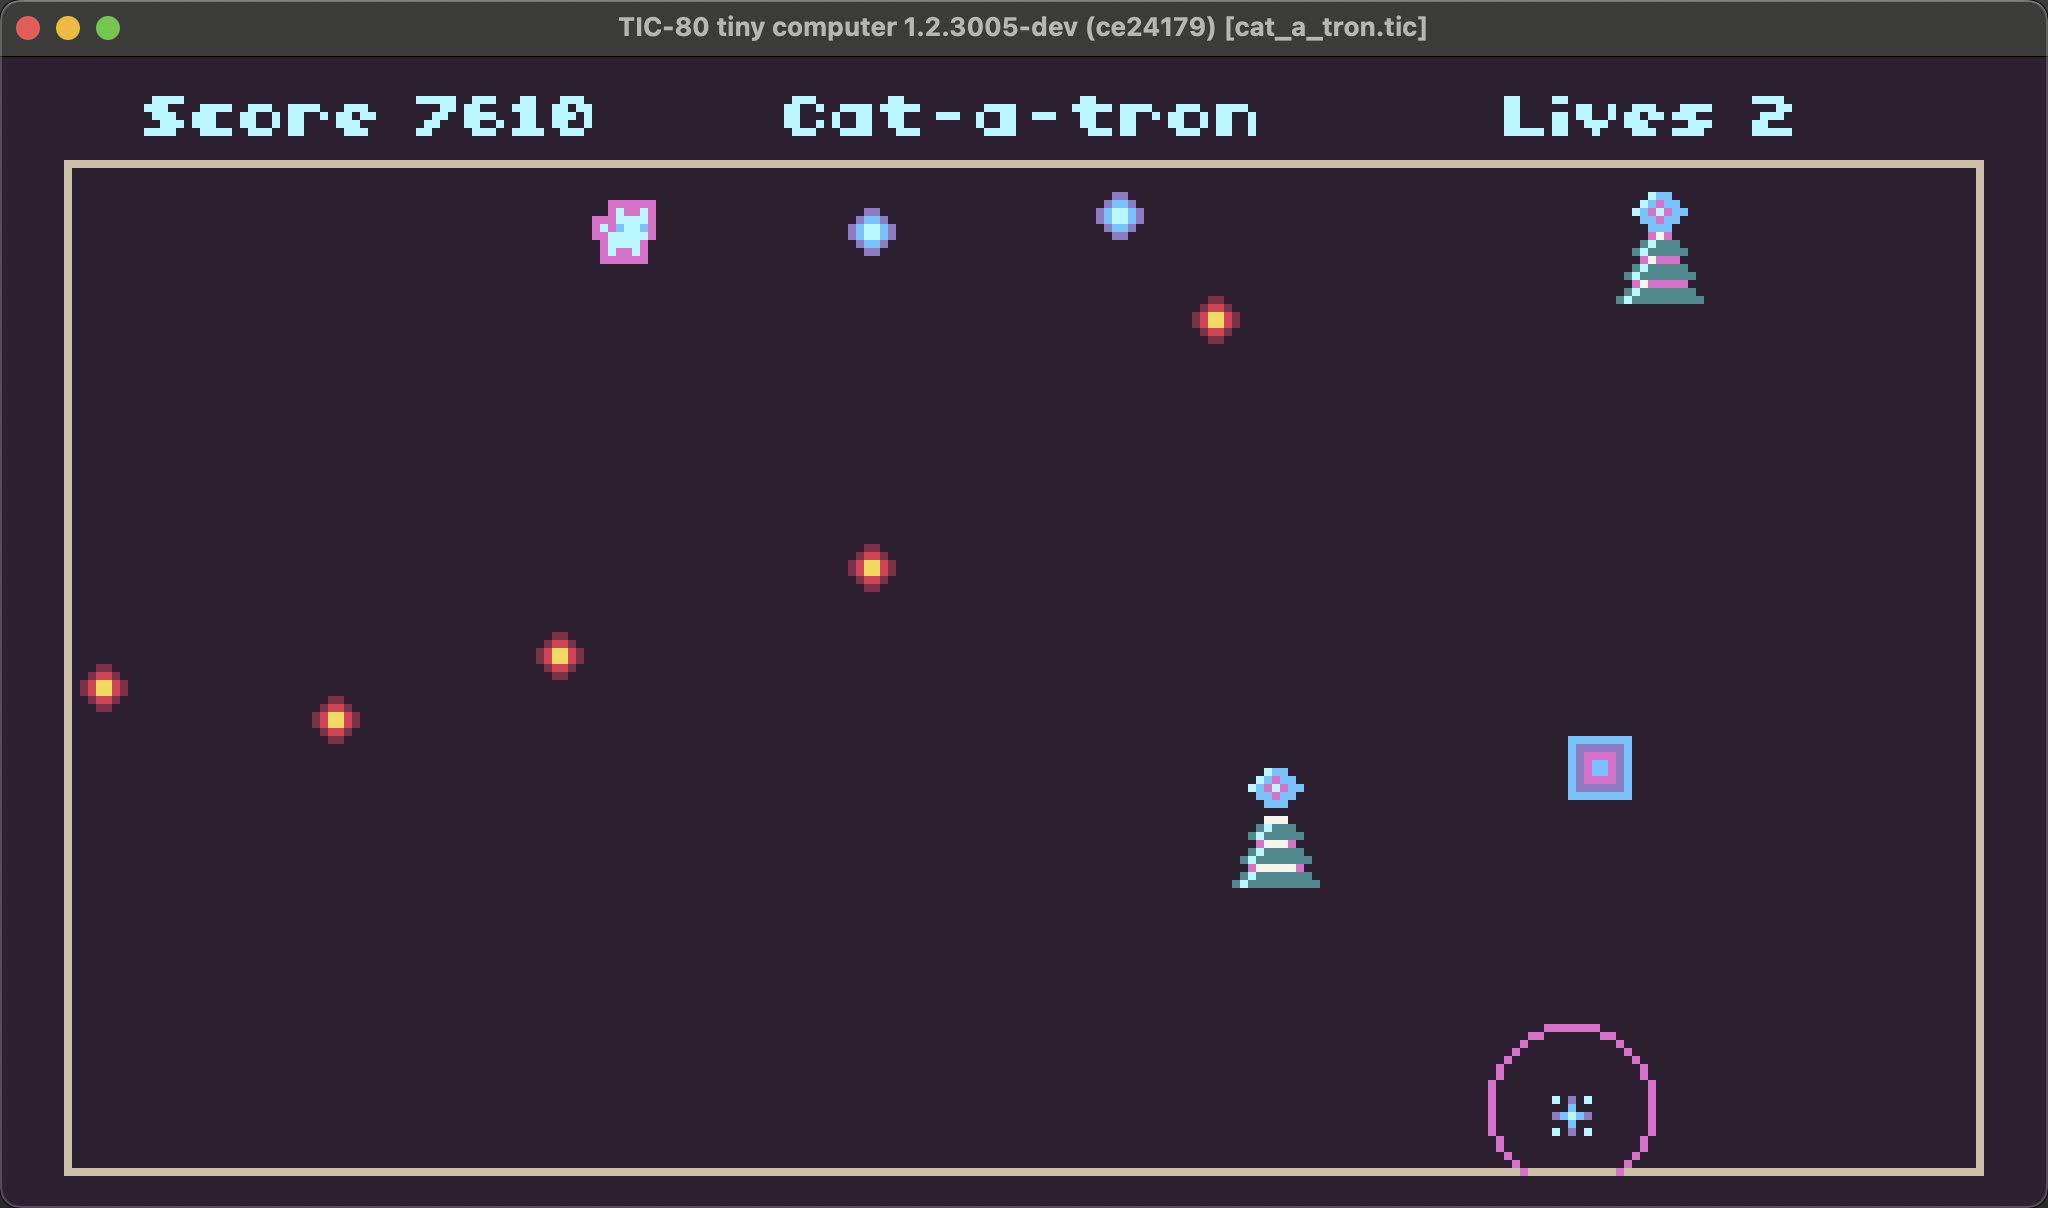 TIC-80 tiny computer 1.2.3005-dev (ce24179) [cat_a_tron.tic]
Score 7610 Cat-a-tron Lives 2